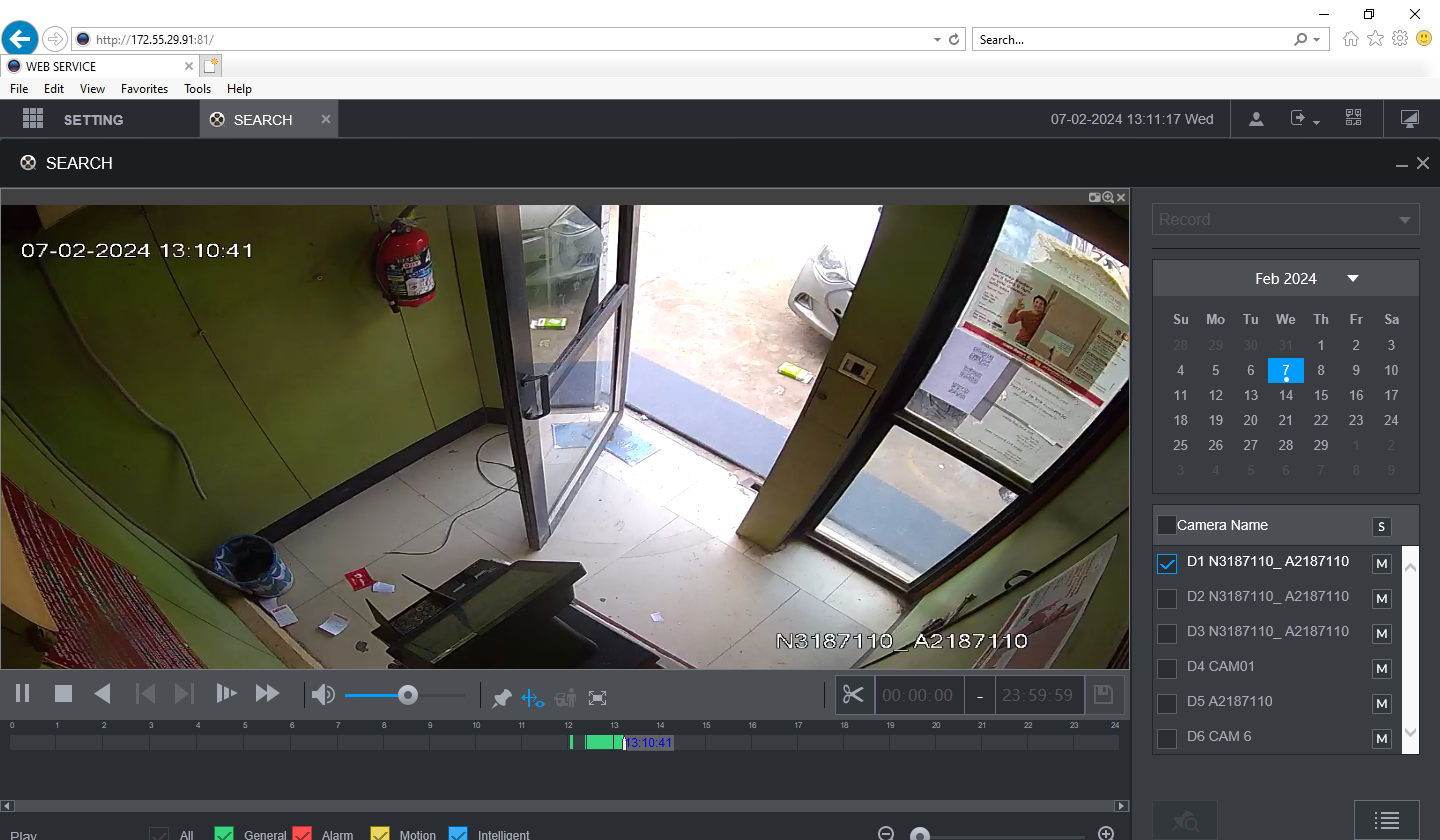 http://172.55.29.91:81/
Search...
WEB SERVICE
File Edit View Favorites Tools Help
SETTING
SEARCH
07-02-2024 13:11:17 Wed
SEARCH
07-02-2024 13:10:41
N3187110_ A2187110
Record
Feb 2024
Su Mo Tu We Th Fr Sa
28 29 30 31 1 2 3
4 5 6 7 8 9 10
11 12 13 14 15 16 17
18 19 20 21 22 23 24
25 26 27 28 29 1 2
3 4 5 6 7 8 9
Camera Name S
D1 N3187110_ A2187110 M
D2 N3187110_ A2187110 M
D3 N3187110_ A2187110 M
D4 CAM01 M
D5 A2187110 M
D6 CAM 6 M
00:00:00 - 23:59:59
0 1 2 3 4 5 6 7 8 9 10 11 12 13 14 15 16 17 18 19 20 21 22 23 24
13:10:41
Play All General Alarm Motion Intelligent